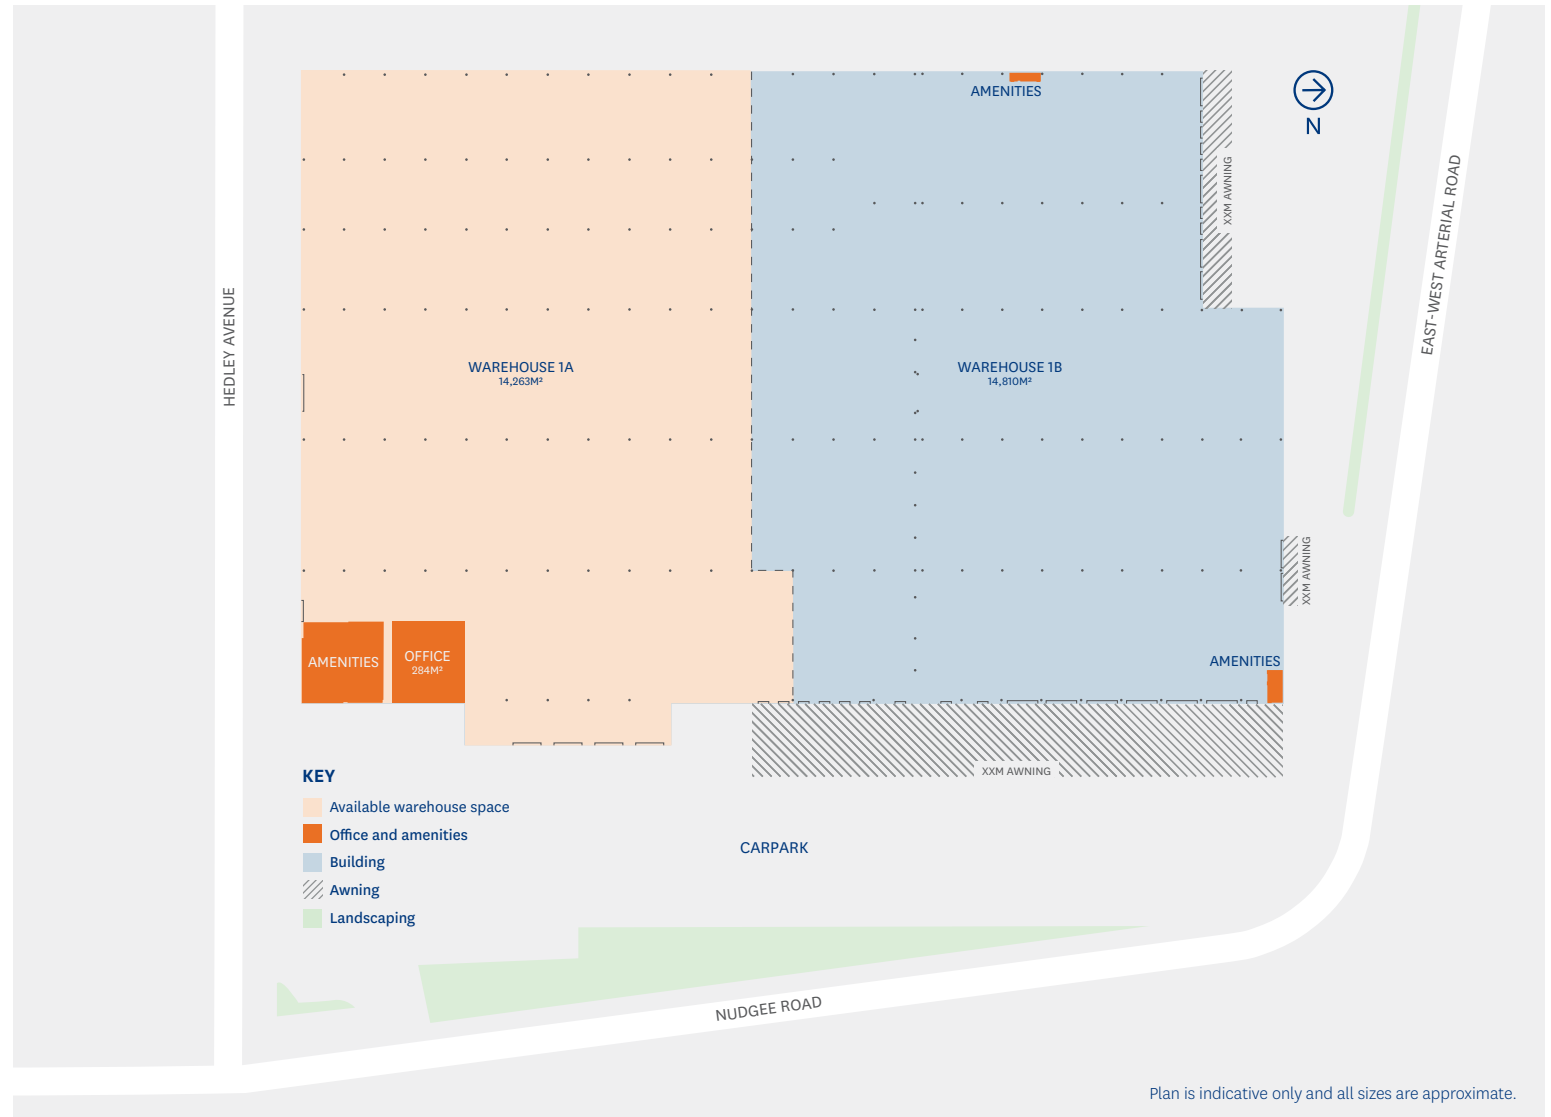 AMENITIES
N
XXM AWNING
EAST-WEST ARTERIAL ROAD
HEDLEY AVENUE
WAREHOUSE 1A
14,263M²
WAREHOUSE 1B
14,810M²
XXM AWNING
AMENITIES
OFFICE
284M²
AMENITIES
XXM AWNING
KEY
Available warehouse space
Office and amenities
Building
Awning
Landscaping
CARPARK
NUDGEE ROAD
Plan is indicative only and all sizes are approximate.